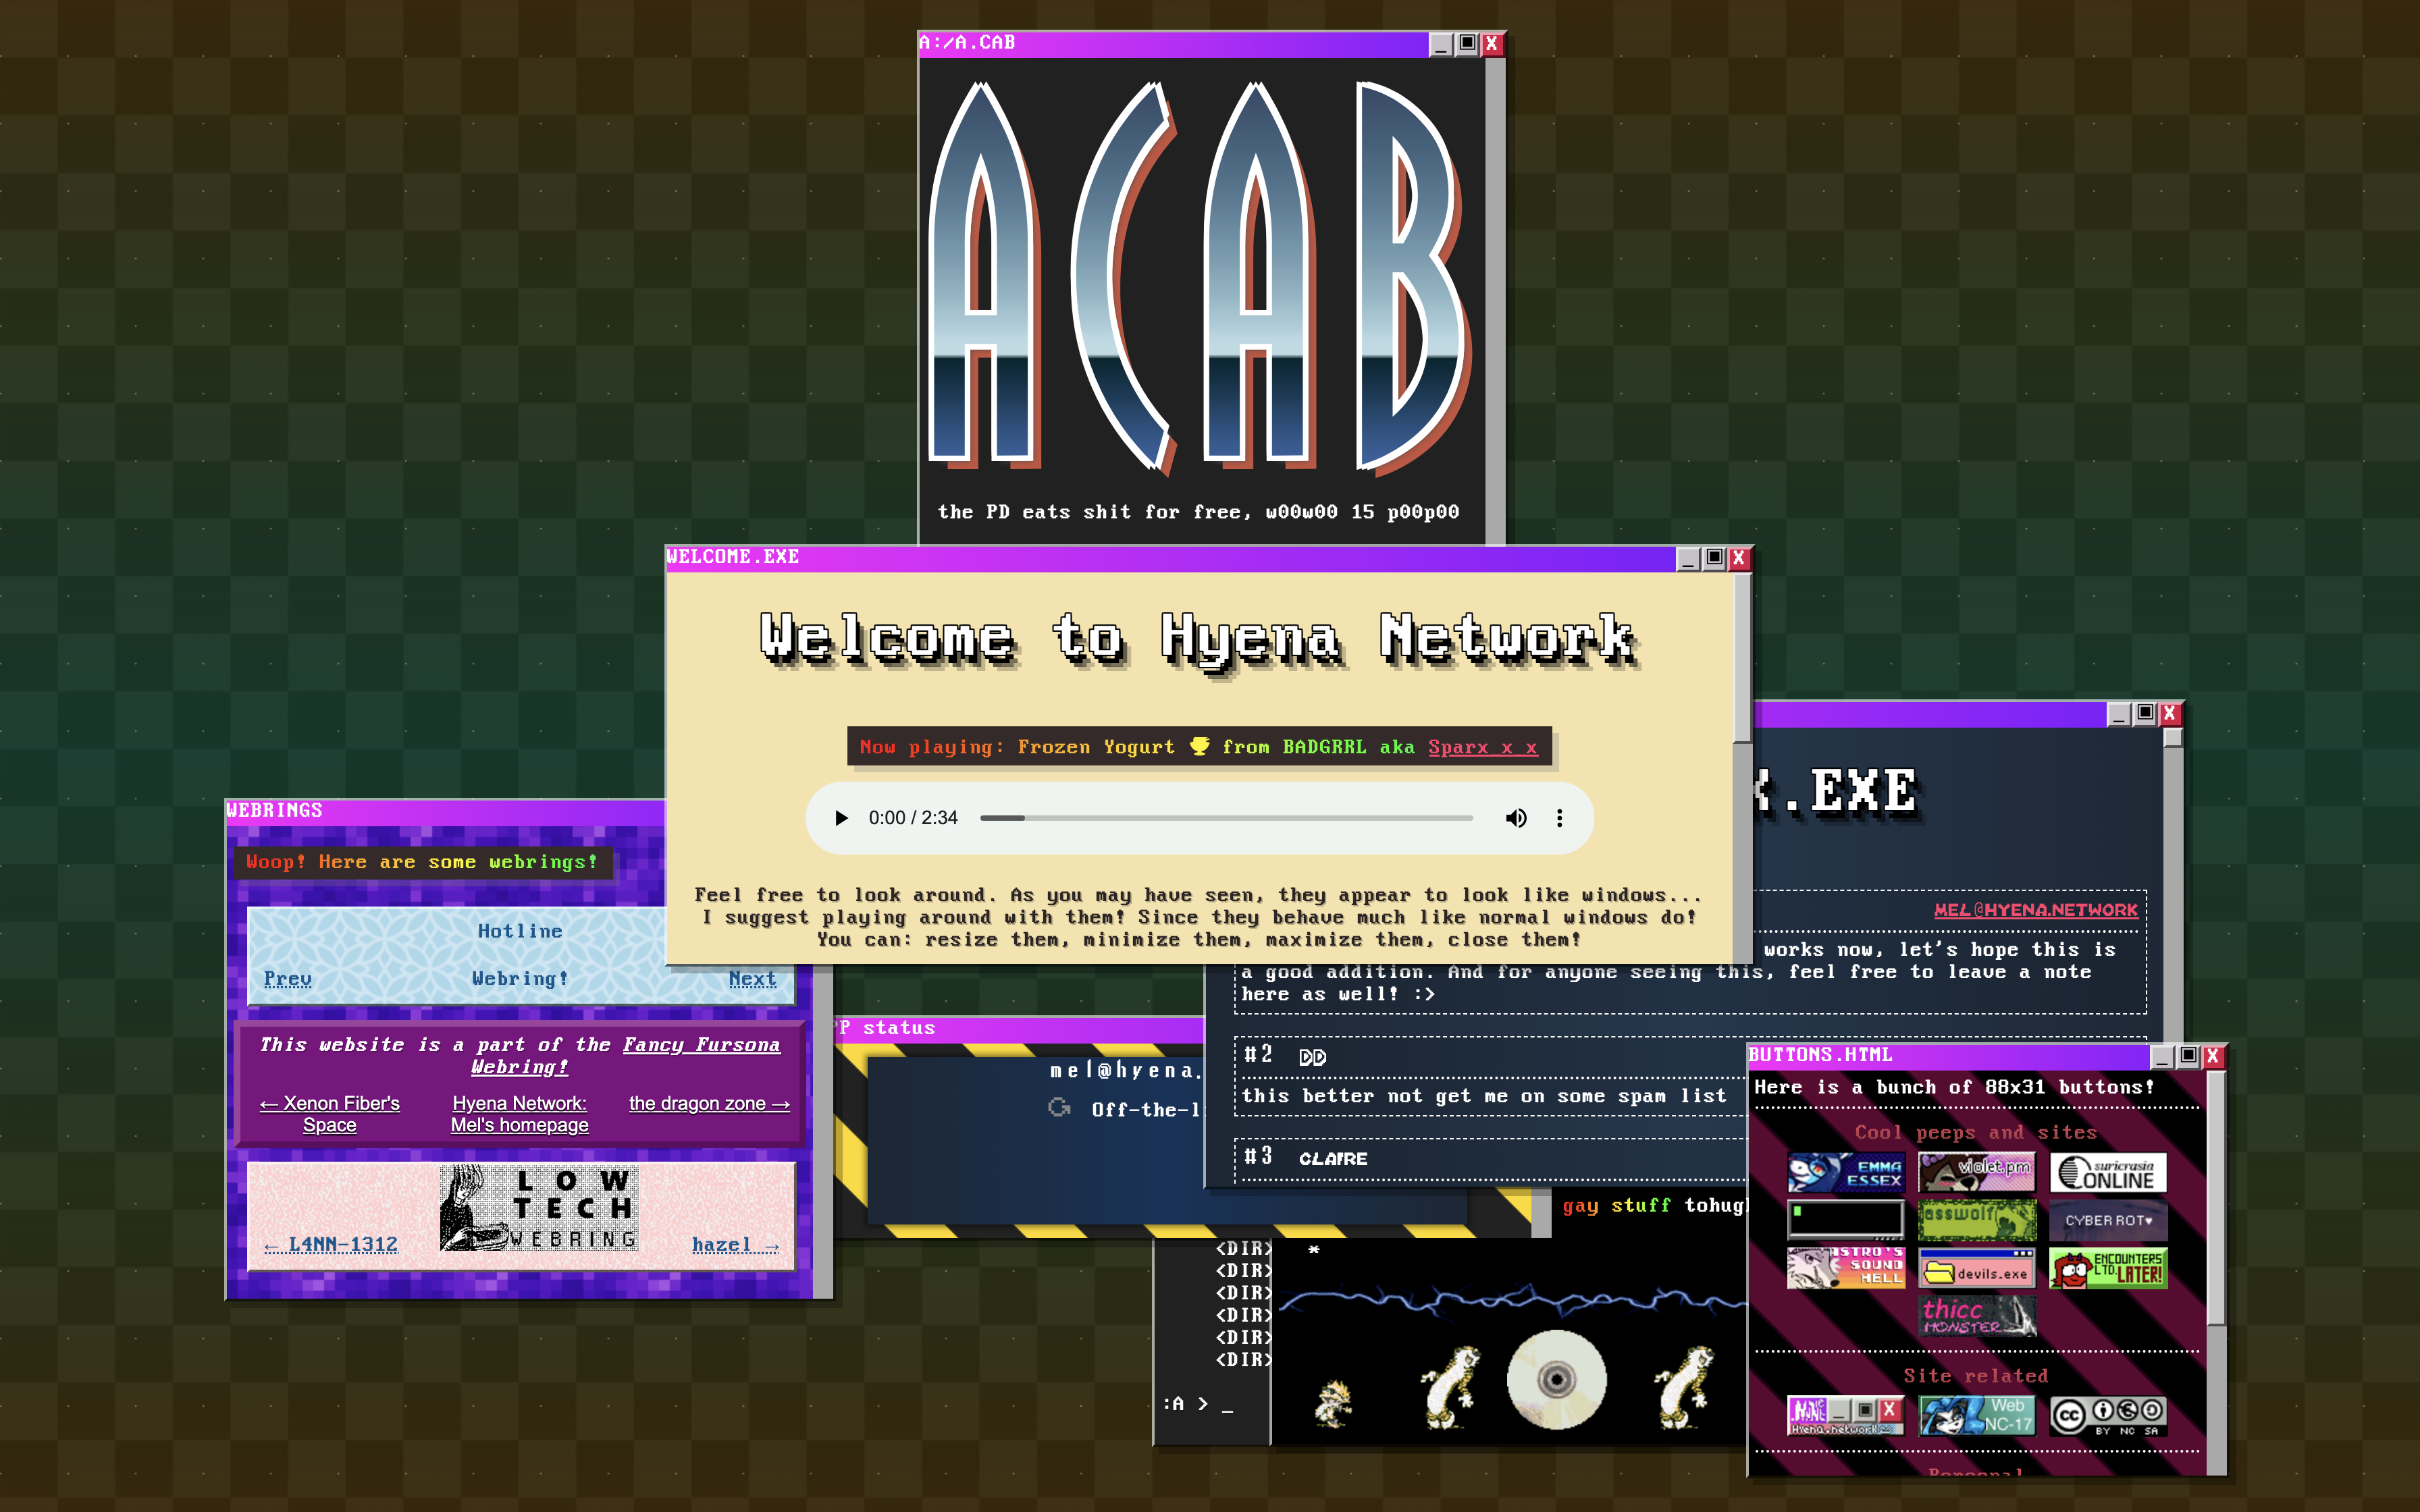 A:/A.CAB
ACAB
the PD eats shit for free, w00w00 15 p00p00
WELCOME.EXE
Welcome to Hyena Network
Now playing: Frozen Yogurt 🍨 from BADGRRL aka Sparx_x_x
0:00 / 2:34
Feel free to look around. As you may have seen, they appear to look like windows...
I suggest playing around with them! Since they behave much like normal windows do!
You can: resize them, minimize them, maximize them, close them!
WEBRINGS
Woop! Here are some webrings!
Hotline
Prev Webring! Next
This website is a part of the Fancy Fursona
Webring!
← Xenon Fiber's Space
Hyena Network: Mel's homepage
the dragon zone →
LOW
TECH
WEBRING
← L4NN-1312
hazel →
status
mel@hyena.
Off-the-
.EXE
MEL@HYENA.NETWORK
works now, let's hope this is
a good addition. And for anyone seeing this, feel free to leave a note
here as well! :>
#2 DD
this better not get me on some spam list
#3 CLAIRE
gay stuff tohug
<DIR> *
<DIR>
<DIR>
<DIR>
<DIR>
<DIR>
:A > _
BUTTONS.HTML
Here is a bunch of 88x31 buttons!
Cool peeps and sites
EMMA ESSEX
violet.pm
suricrasia ONLINE
asswolf
CYBER ROT♥
ASTRO'S SOUND HELL
devils.exe
ENCOUNTERS LTD. LATER!
thicc MONSTER
Site related
Hyena.network
Web NC-17
cc BY NC SA
Personal